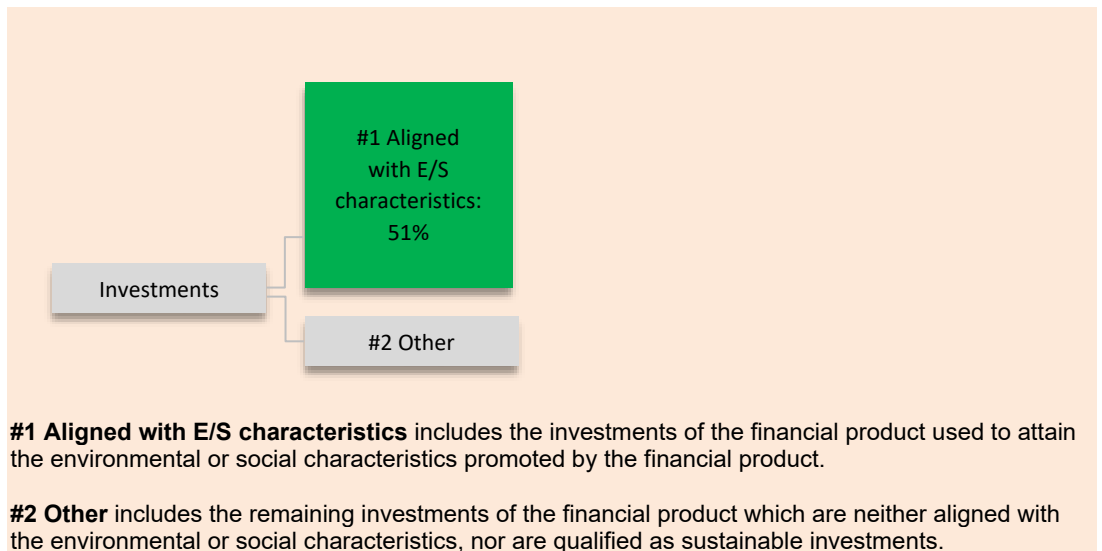 #1 Aligned
with E/S
characteristics:
51%
Investments
#2 Other
#1 Aligned with E/S characteristics includes the investments of the financial product used to attain
the environmental or social characteristics promoted by the financial product.
#2 Other includes the remaining investments of the financial product which are neither aligned with
the environmental or social characteristics, nor are qualified as sustainable investments.